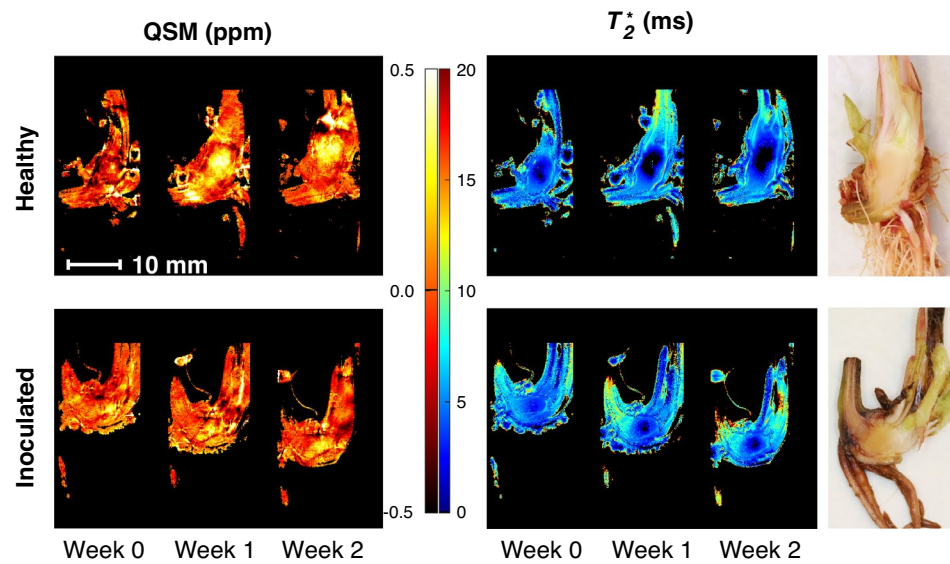 QSM (ppm)
T₂* (ms)
Healthy
10 mm
0.5
0.0
-0.5
20
15
10
5
0
Inoculated
Week 0 Week 1 Week 2
Week 0 Week 1 Week 2